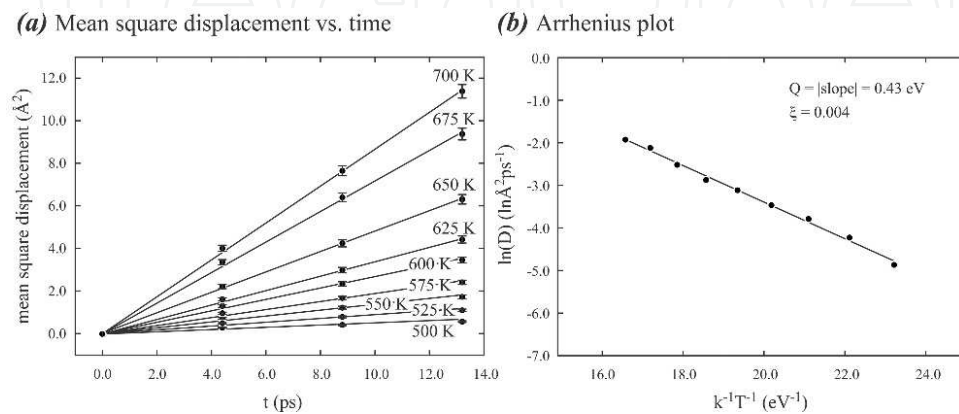 (a) Mean square displacement vs. time
mean square displacement (Å²)
12.0
10.0
8.0
6.0
4.0
2.0
0.0
700 K
675 K
650 K
625 K
600 K
575 K
550 K
525 K
500 K
0.0 2.0 4.0 6.0 8.0 10.0 12.0 14.0
t (ps)
(b) Arrhenius plot
ln(D) (lnÅ²ps⁻¹)
0.0
-1.0
-2.0
-3.0
-4.0
-5.0
-6.0
-7.0
Q = |slope| = 0.43 eV
ξ = 0.004
16.0 18.0 20.0 22.0 24.0
k⁻¹T⁻¹ (eV⁻¹)